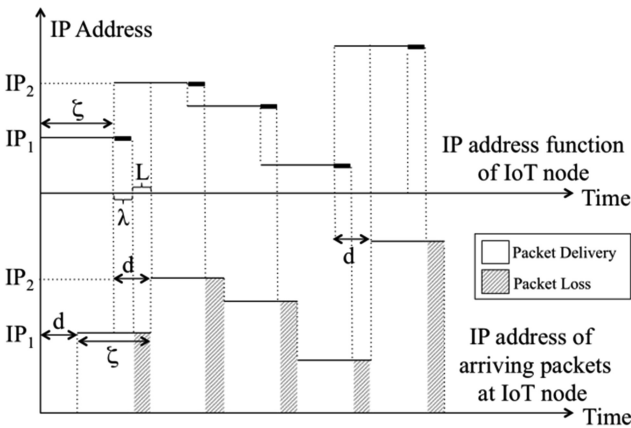 IP Address
IP2
ζ
IP1
L
IP address function
of IoT node
Time
λ
d
d
Packet Delivery
Packet Loss
IP2
d
IP1
ζ
IP address of
arriving packets
at IoT node
Time